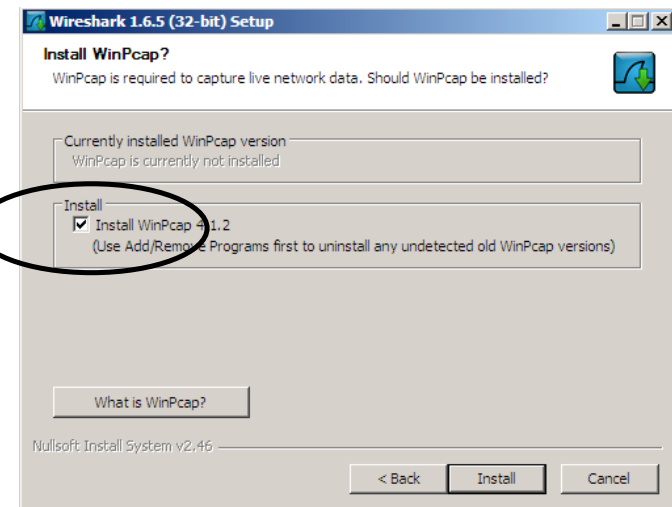 Wireshark 1.6.5 (32-bit) Setup
Install WinPcap?
WinPcap is required to capture live network data. Should WinPcap be installed?
Currently installed WinPcap version
WinPcap is currently not installed
Install
Install WinPcap 4.1.2
(Use Add/Remove Programs first to uninstall any undetected old WinPcap versions)
What is WinPcap?
Nullsoft Install System v2.46
< Back Install Cancel